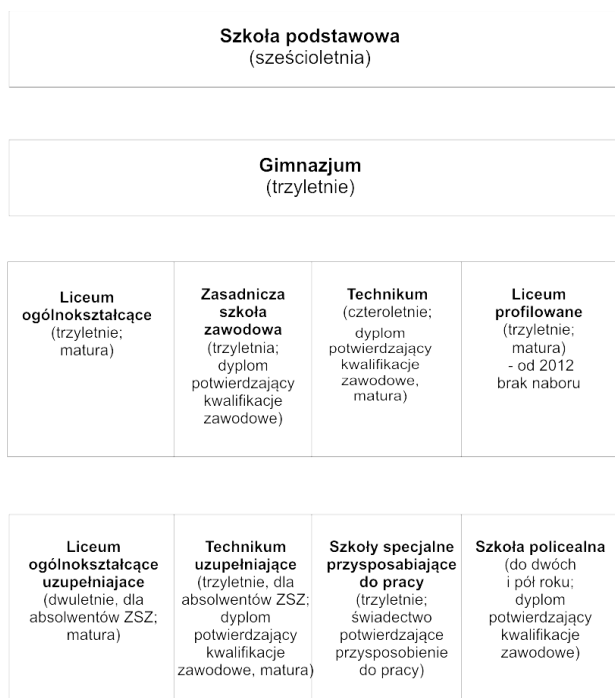 Szkoła podstawowa
(sześcioletnia)
Gimnazjum
(trzyletnie)
Liceum
ogólnokształcące
(trzyletnie;
matura)
Zasadnicza
szkoła
zawodowa
(trzyletnia;
dyplom
potwierdzający
kwalifikacje
zawodowe)
Technikum
(czteroletnie;
dyplom
potwierdzający
kwalifikacje
zawodowe,
matura)
Liceum
profilowane
(trzyletnie;
matura)
- od 2012
brak naboru
Liceum
ogólnokształcące
uzupełniajace
(dwuletnie, dla
absolwentów ZSZ;
matura)
Technikum
uzupełniające
(trzyletnie, dla
absolwentów ZSZ;
dyplom
potwierdzający
kwalifikacje
zawodowe, matura)
Szkoły specjalne
przysposabiające
do pracy
(trzyletnie;
świadectwo
potwierdzające
przysposobienie
do pracy)
Szkoła policealna
(do dwóch
i pół roku;
dyplom
potwierdzający
kwalifikacje
zawodowe)